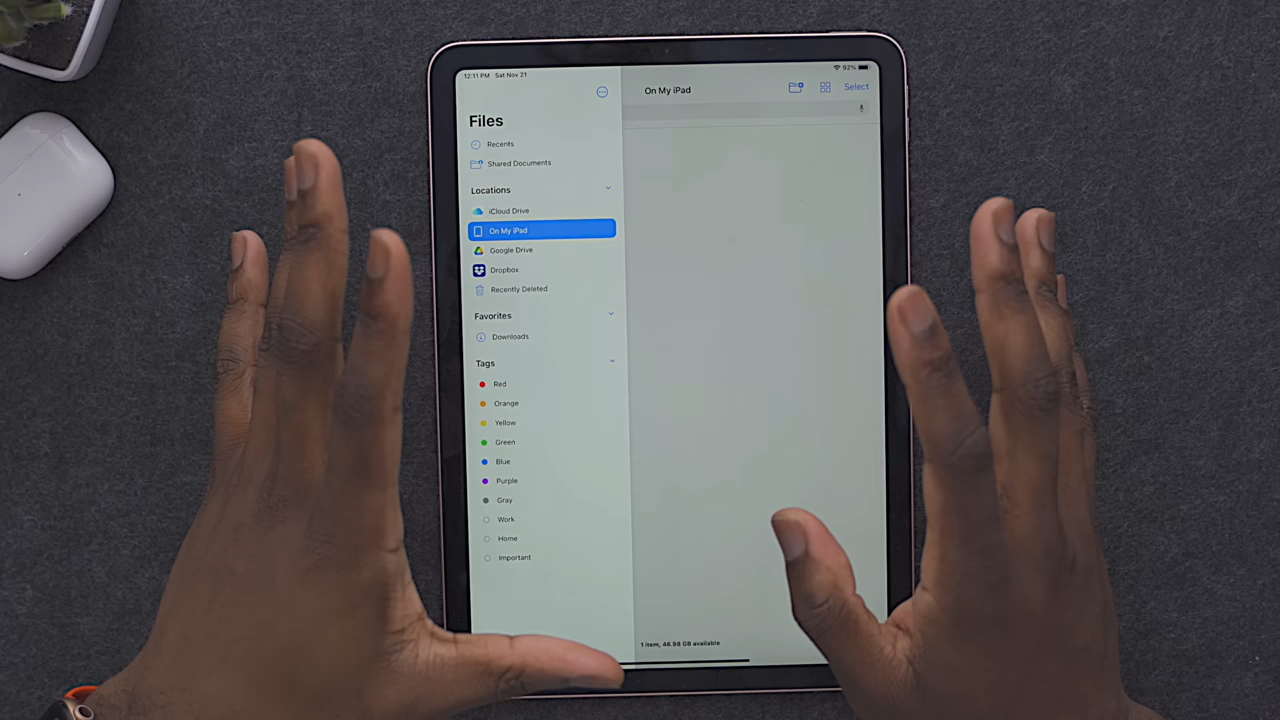 12:11 PM Sat Nov 21
92%
Files
Recents
Shared Documents
Locations
iCloud Drive
On My iPad
Google Drive
Dropbox
Recently Deleted
Favorites
Downloads
Tags
Red
Orange
Yellow
Green
Blue
Purple
Gray
Work
Home
Important
On My iPad
Select
1 item, 46.98 GB available